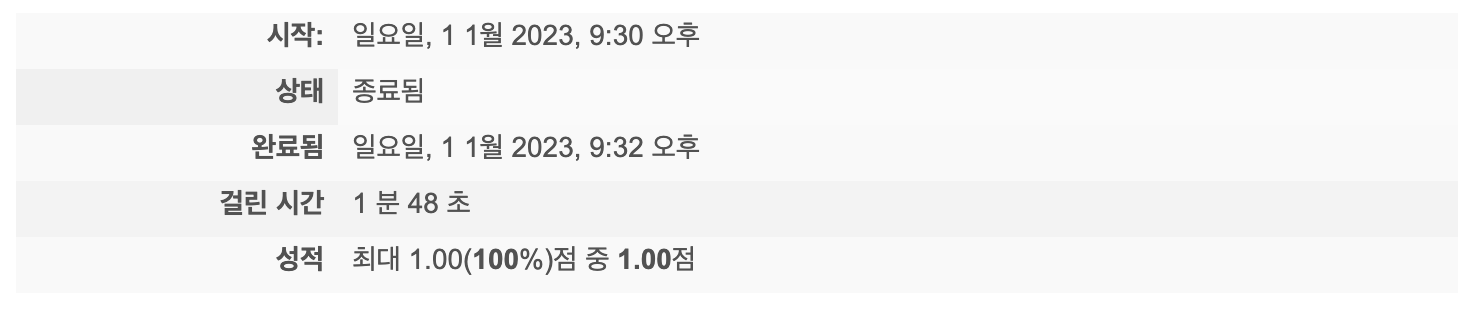 시작: 일요일, 1 1월 2023, 9:30 오후
상태 종료됨
완료됨 일요일, 1 1월 2023, 9:32 오후
걸린 시간 1 분 48 초
성적 최대 1.00(100%)점 중 1.00점